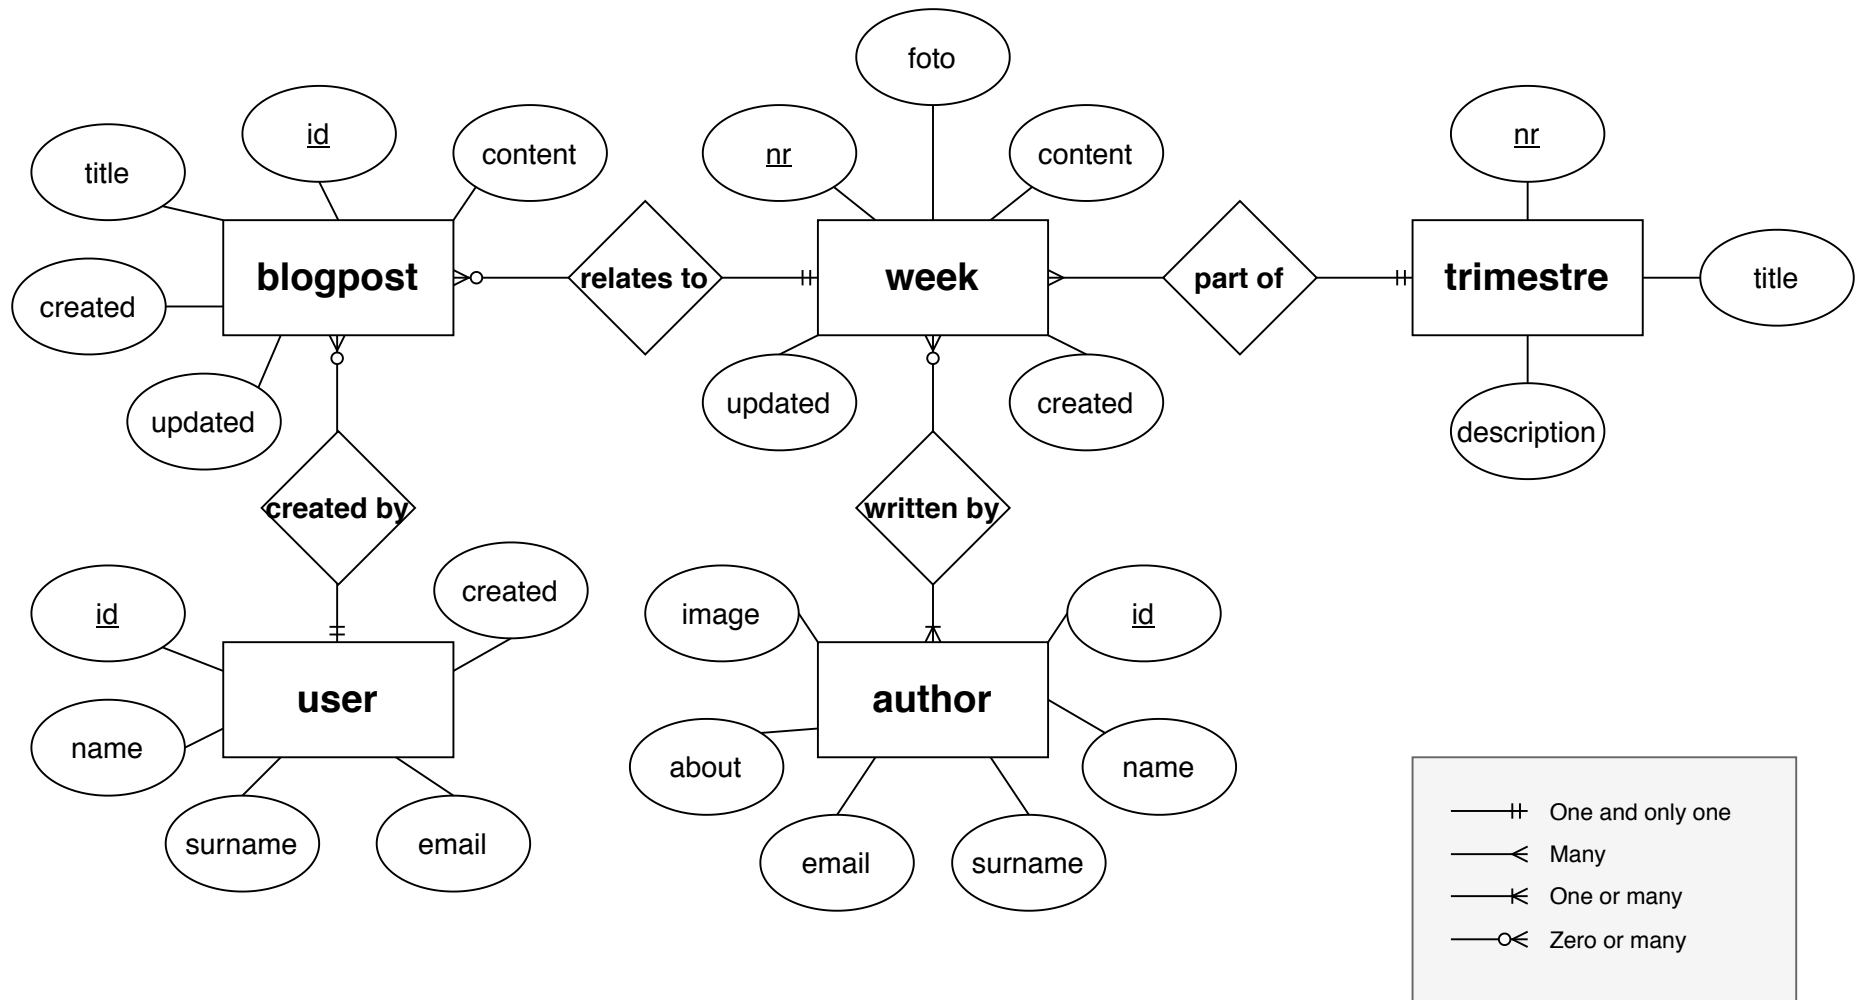 foto
id
nr
content
nr
content
title
blogpost
relates to
week
part of
trimestre
title
created
updated
updated
created
description
created by
written by
created
id
image
id
user
author
name
about
name
surname
email
email
surname
One and only one
Many
One or many
Zero or many